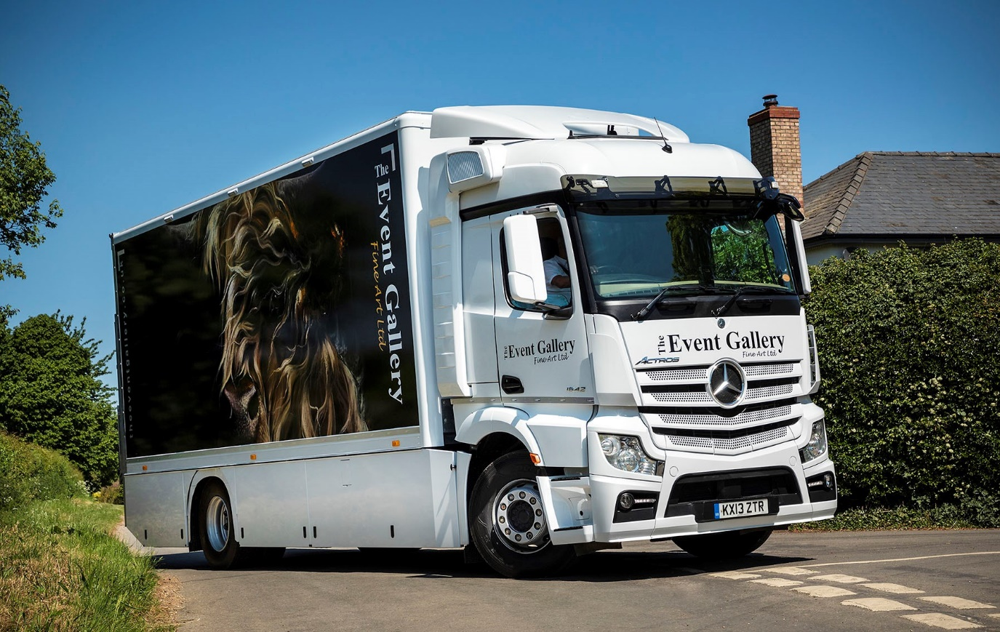 The
Event Gallery
Fine Art Ltd
The
Event Gallery
Fine Art Ltd
1842
The
Event Gallery
Fine Art Ltd
ACTROS
KX13 ZTR